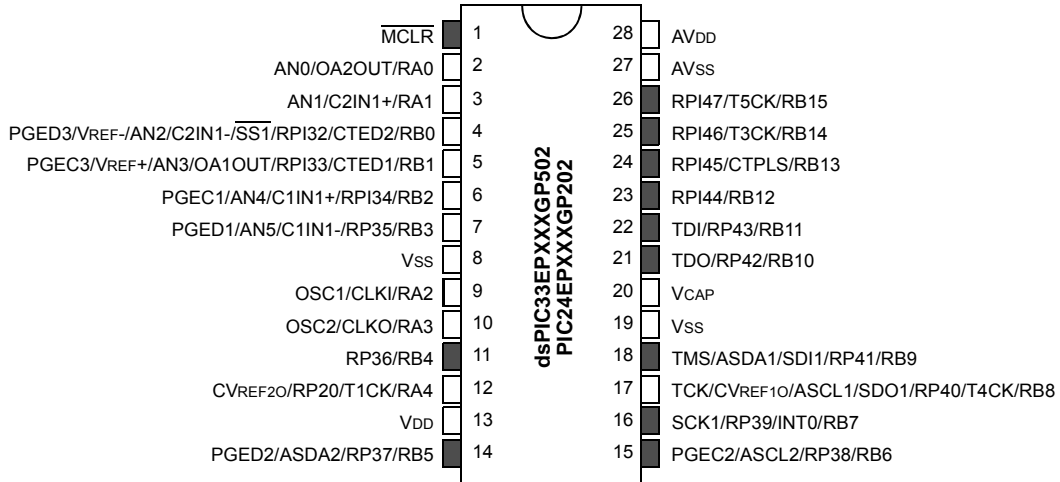 MCLR 1 28 AVDD
AN0/OA2OUT/RA0 2 27 AVSS
AN1/C2IN1+/RA1 3 26 RPI47/T5CK/RB15
PGED3/VREF-/AN2/C2IN1-/SS1/RPI32/CTED2/RB0 4 25 RPI46/T3CK/RB14
PGEC3/VREF+/AN3/OA1OUT/RPI33/CTED1/RB1 5 24 RPI45/CTPLS/RB13
PGEC1/AN4/C1IN1+/RPI34/RB2 6 23 RPI44/RB12
PGED1/AN5/C1IN1-/RP35/RB3 7 22 TDI/RP43/RB11
VSS 8 21 TDO/RP42/RB10
OSC1/CLKI/RA2 9 20 VCAP
OSC2/CLKO/RA3 10 19 VSS
RP36/RB4 11 18 TMS/ASDA1/SDI1/RP41/RB9
CVREF2O/RP20/T1CK/RA4 12 17 TCK/CVREF1O/ASCL1/SDO1/RP40/T4CK/RB8
VDD 13 16 SCK1/RP39/INT0/RB7
PGED2/ASDA2/RP37/RB5 14 15 PGEC2/ASCL2/RP38/RB6
dsPIC33EPXXXGP502
PIC24EPXXXGP202